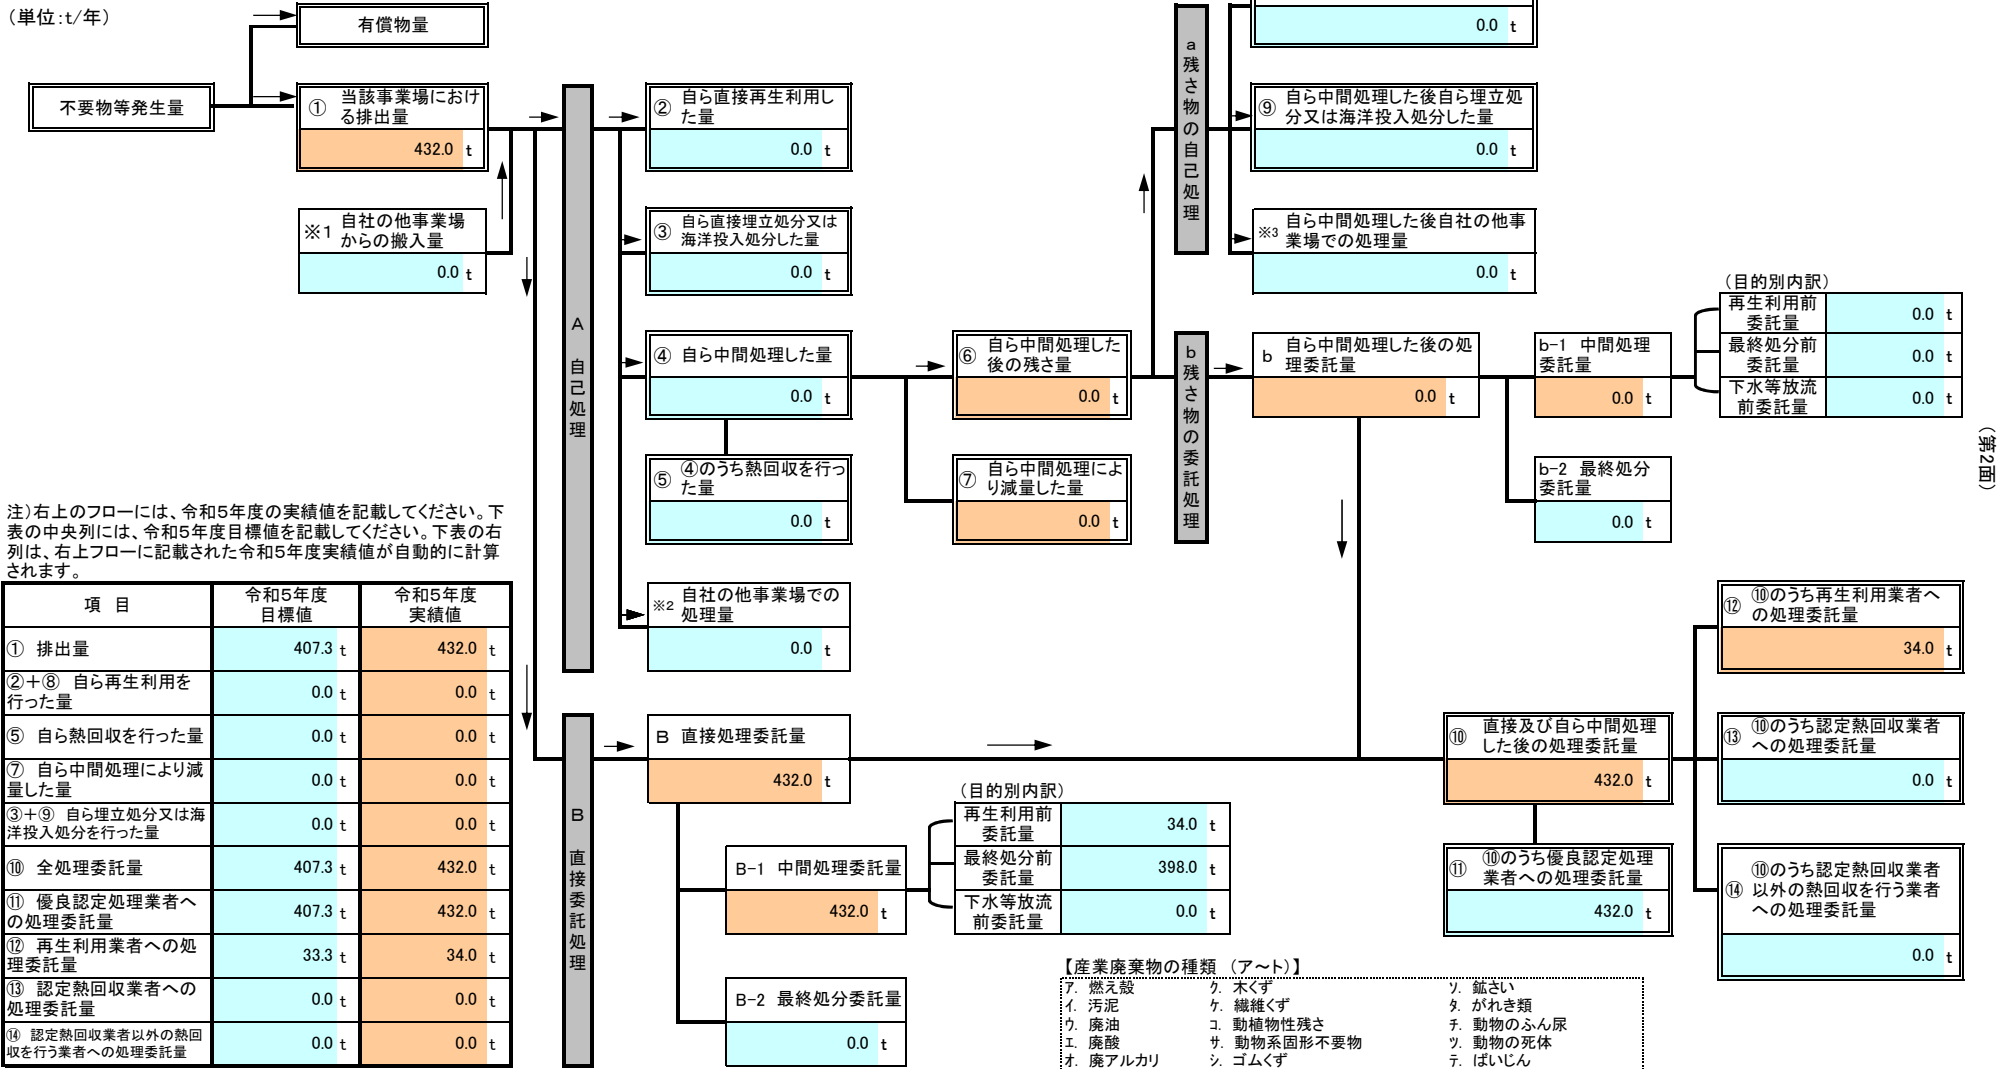 （単位:t/年）
有償物量
不要物等発生量
① 当該事業場におけ
る排出量
432.0 t
※1 自社の他事業場
からの搬入量
0.0 t
A 自己処理
② 自ら直接再生利用し
た量
0.0 t
③ 自ら直接埋立処分又は
海洋投入処分した量
0.0 t
④ 自ら中間処理した量
0.0 t
⑤ ④のうち熱回収を行っ
た量
0.0 t
※2 自社の他事業場での
処理量
0.0 t
⑥ 自ら中間処理した
後の残さ量
0.0 t
⑦ 自ら中間処理によ
り減量した量
0.0 t
a残さ物の自己処理
0.0 t
⑨ 自ら中間処理した後自ら埋立処
分又は海洋投入処分した量
0.0 t
※3 自ら中間処理した後自社の他事
業場での処理量
0.0 t
b残さ物の委託処理
b 自ら中間処理した後の処
理委託量
0.0 t
b-1 中間処理
委託量
0.0 t
b-2 最終処分
委託量
0.0 t
（目的別内訳）
再生利用前
委託量 0.0 t
最終処分前
委託量 0.0 t
下水等放流
前委託量 0.0 t
（第2面）
注）右上のフローには、令和5年度の実績値を記載してください。下
表の中央列には、令和5年度目標値を記載してください。下表の右
列は、右上フローに記載された令和5年度実績値が自動的に計算
されます。
項 目 令和5年度
目標値 令和5年度
実績値
① 排出量 407.3 t 432.0 t
②＋⑧ 自ら再生利用を
行った量 0.0 t 0.0 t
⑤ 自ら熱回収を行った量 0.0 t 0.0 t
⑦ 自ら中間処理により減
量した量 0.0 t 0.0 t
③＋⑨ 自ら埋立処分又は海
洋投入処分を行った量 0.0 t 0.0 t
⑩ 全処理委託量 407.3 t 432.0 t
⑪ 優良認定処理業者へ
の処理委託量 407.3 t 432.0 t
⑫ 再生利用業者への処
理委託量 33.3 t 34.0 t
⑬ 認定熱回収業者への
処理委託量 0.0 t 0.0 t
⑭ 認定熱回収業者以外の熱回
収を行う業者への処理委託量 0.0 t 0.0 t
B 直接委託処理
B 直接処理委託量
432.0 t
B-1 中間処理委託量
432.0 t
B-2 最終処分委託量
0.0 t
（目的別内訳）
再生利用前
委託量 34.0 t
最終処分前
委託量 398.0 t
下水等放流
前委託量 0.0 t
⑩ 直接及び自ら中間処理
した後の処理委託量
432.0 t
⑪ ⑩のうち優良認定処理
業者への処理委託量
432.0 t
⑫ ⑩のうち再生利用業者へ
の処理委託量
34.0 t
⑬ ⑩のうち認定熱回収業者
への処理委託量
0.0 t
⑭ ⑩のうち認定熱回収業者
以外の熱回収を行う業者
への処理委託量
0.0 t
【産業廃棄物の種類 （ア～ト）】
ア. 燃え殻 ク. 木くず ソ. 鉱さい
イ. 汚泥 ケ. 繊維くず タ. がれき類
ウ. 廃油 コ. 動植物性残さ チ. 動物のふん尿
エ. 廃酸 サ. 動物系固形不要物 ツ. 動物の死体
オ. 廃アルカリ シ. ゴムくず テ. ばいじん